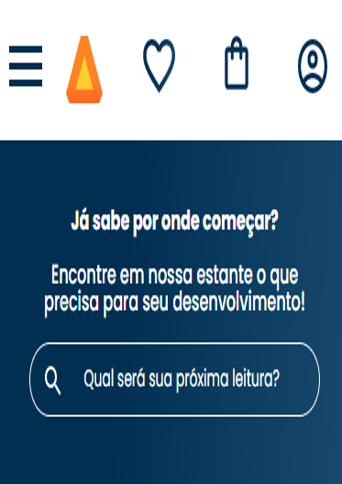 Já sabe por onde começar?
Encontre em nossa estante o que
precisa para seu desenvolvimento!
Qual será sua próxima leitura?